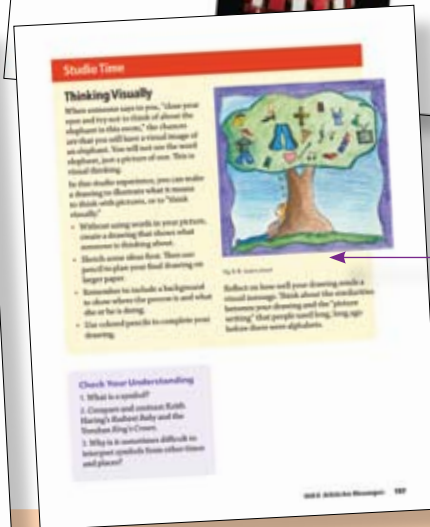 Studio Time
Thinking Visually
When someone says to you, "close your
eyes and try not to think of about the
elephant in this room," the chances
are that you will have a visual image of
an elephant. You will not see the word
elephant, just a picture of one. This is
visual thinking.
In this studio experience, you can make
a drawing to illustrate what it means
to think with pictures, or to "think
visually."
• Without using words in your picture,
create a drawing that shows what
someone is thinking about.
• Sketch some ideas first. Then use
pencil to plan your final drawing on
larger paper.
• Remember to include a background
to show where the person is and what
she or he is doing.
• Use colored pencils to complete your
drawing.
Reflect on how well your drawing sends a
visual message. Think about the similarities
between your drawing and the "picture
writing" that people used long, long ago
before there were alphabets.
Check Your Understanding
1. What is a symbol?
2. Compare and contrast Keith
Haring's Radiant Baby and the
Yoruban King's Crown.
3. Why is it sometimes difficult to
interpret symbols from other times
and places?